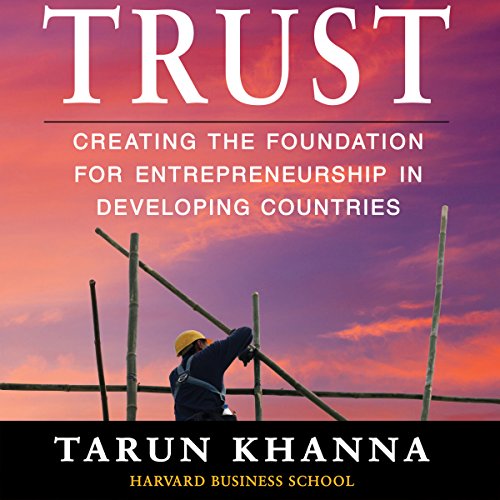 TRUST
CREATING THE FOUNDATION
FOR ENTREPRENEURSHIP IN
DEVELOPING COUNTRIES
TARUN KHANNA
HARVARD BUSINESS SCHOOL